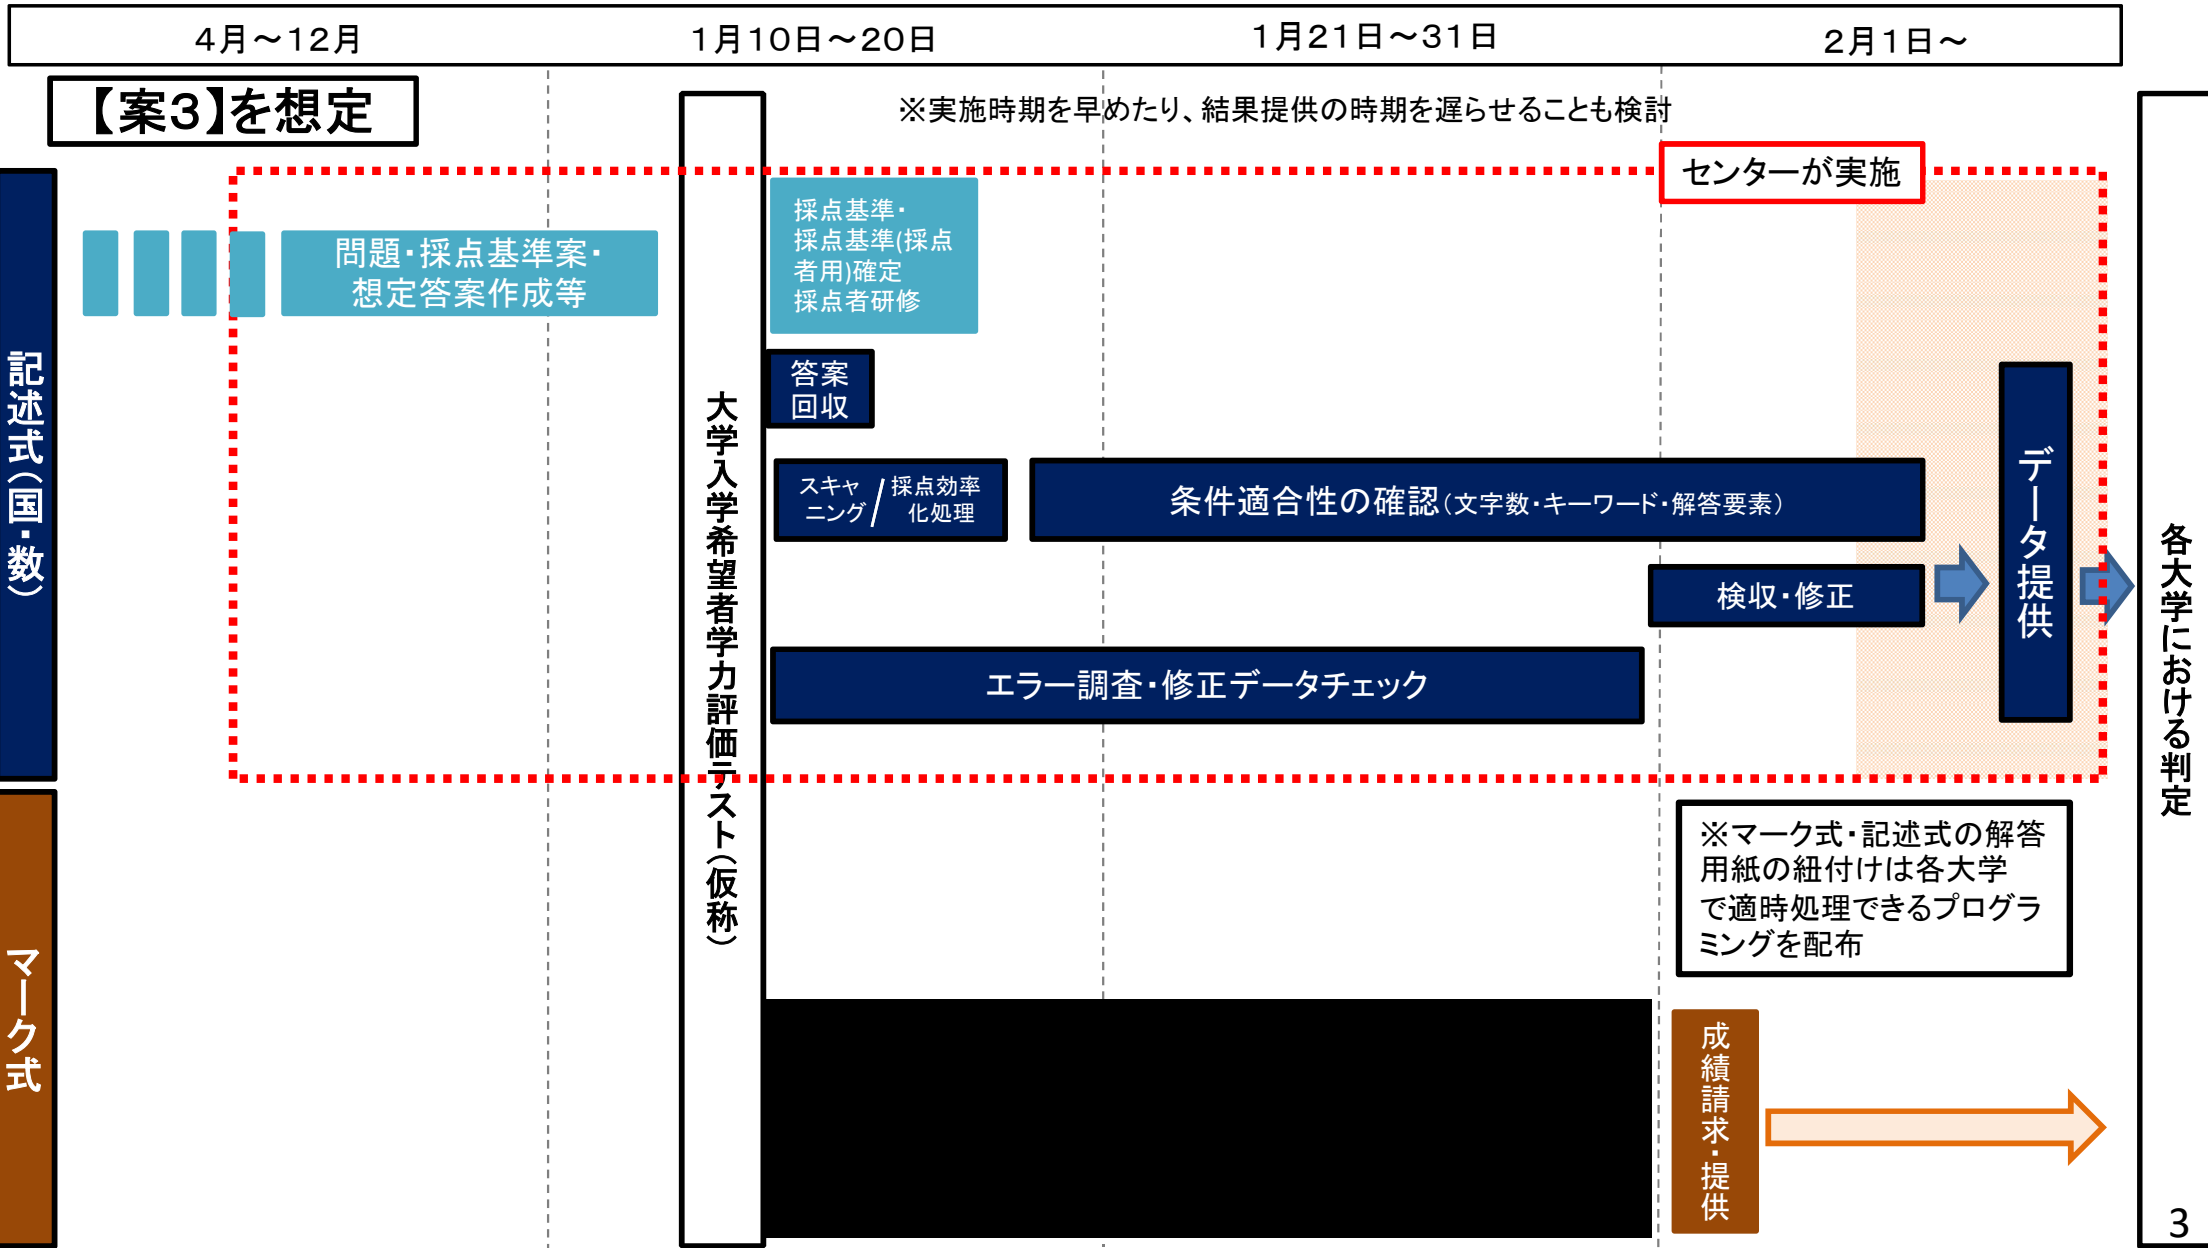 4月～12月
1月10日～20日
1月21日～31日
2月1日～
【案3】を想定
※実施時期を早めたり、結果提供の時期を遅らせることも検討
センターが実施
記述式(国・数)
問題・採点基準案・
想定答案作成等
大学入学希望者学力評価テスト(仮称)
採点基準・
採点基準(採点
者用)確定
採点者研修
答案
回収
スキャ
ニング
/
採点効率
化処理
条件適合性の確認(文字数・キーワード・解答要素)
検収・修正
エラー調査・修正データチェック
データ提供
各大学における判定
マーク式
※マーク式・記述式の解答
用紙の紐付けは各大学
で適時処理できるプログラ
ミングを配布
成績請求・提供
3